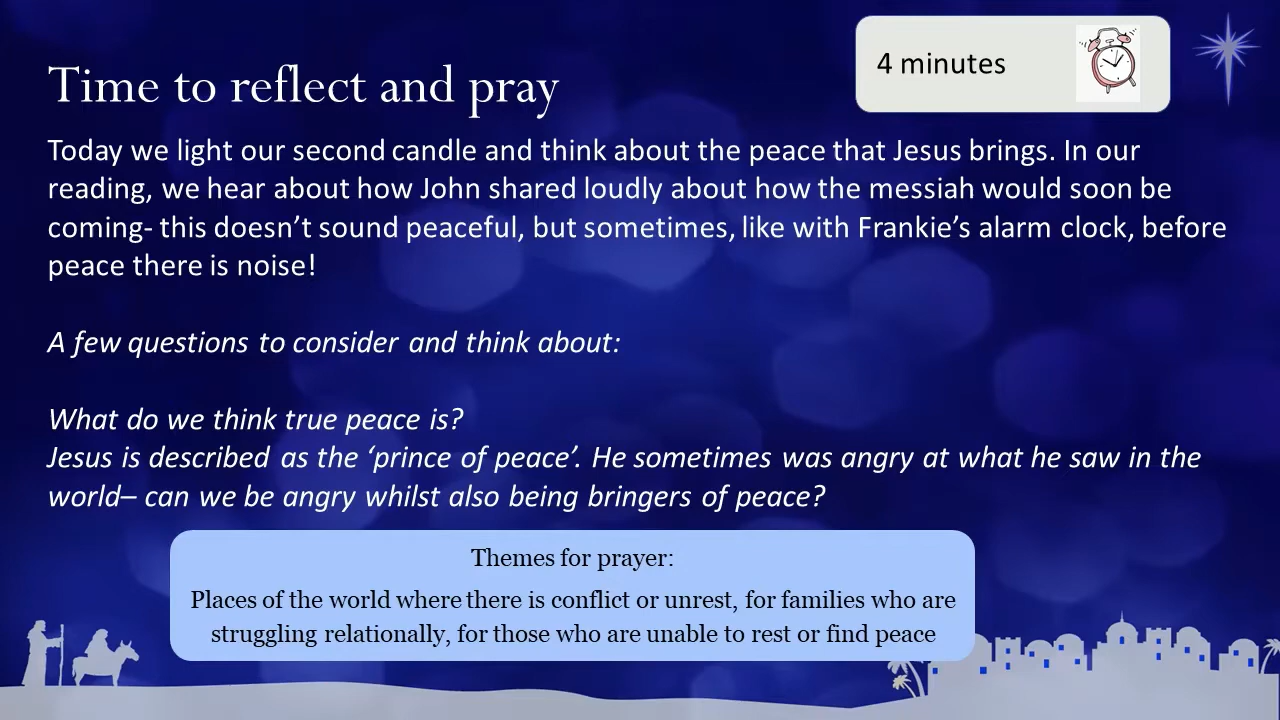 4 minutes
Time to reflect and pray
Today we light our second candle and think about the peace that Jesus brings. In our
reading, we hear about how John shared loudly about how the messiah would soon be
coming- this doesn’t sound peaceful, but sometimes, like with Frankie’s alarm clock, before
peace there is noise!
A few questions to consider and think about:
What do we think true peace is?
Jesus is described as the ‘prince of peace’. He sometimes was angry at what he saw in the
world– can we be angry whilst also being bringers of peace?
Themes for prayer:
Places of the world where there is conflict or unrest, for families who are
struggling relationally, for those who are unable to rest or find peace